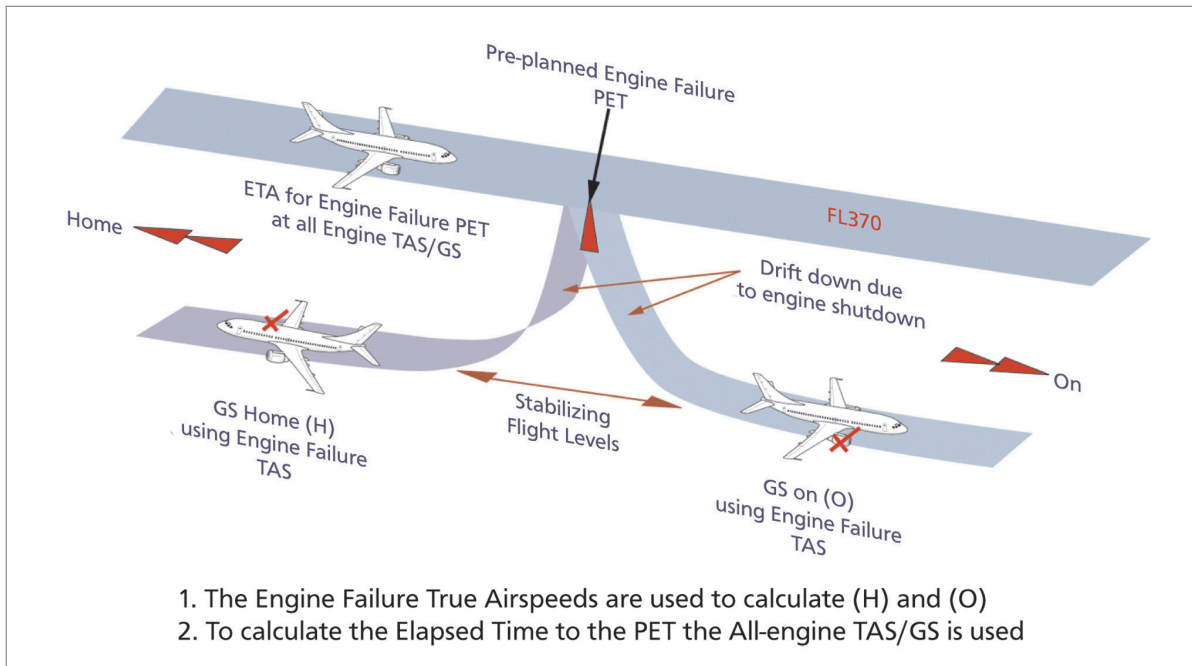 Pre-planned Engine Failure
PET
ETA for Engine Failure PET
at all Engine TAS/GS
FL370
Home
Drift down due
to engine shutdown
On
Stabilizing
Flight Levels
GS Home (H)
using Engine Failure
TAS
GS on (O)
using Engine Failure
TAS
1. The Engine Failure True Airspeeds are used to calculate (H) and (O)
2. To calculate the Elapsed Time to the PET the All-engine TAS/GS is used